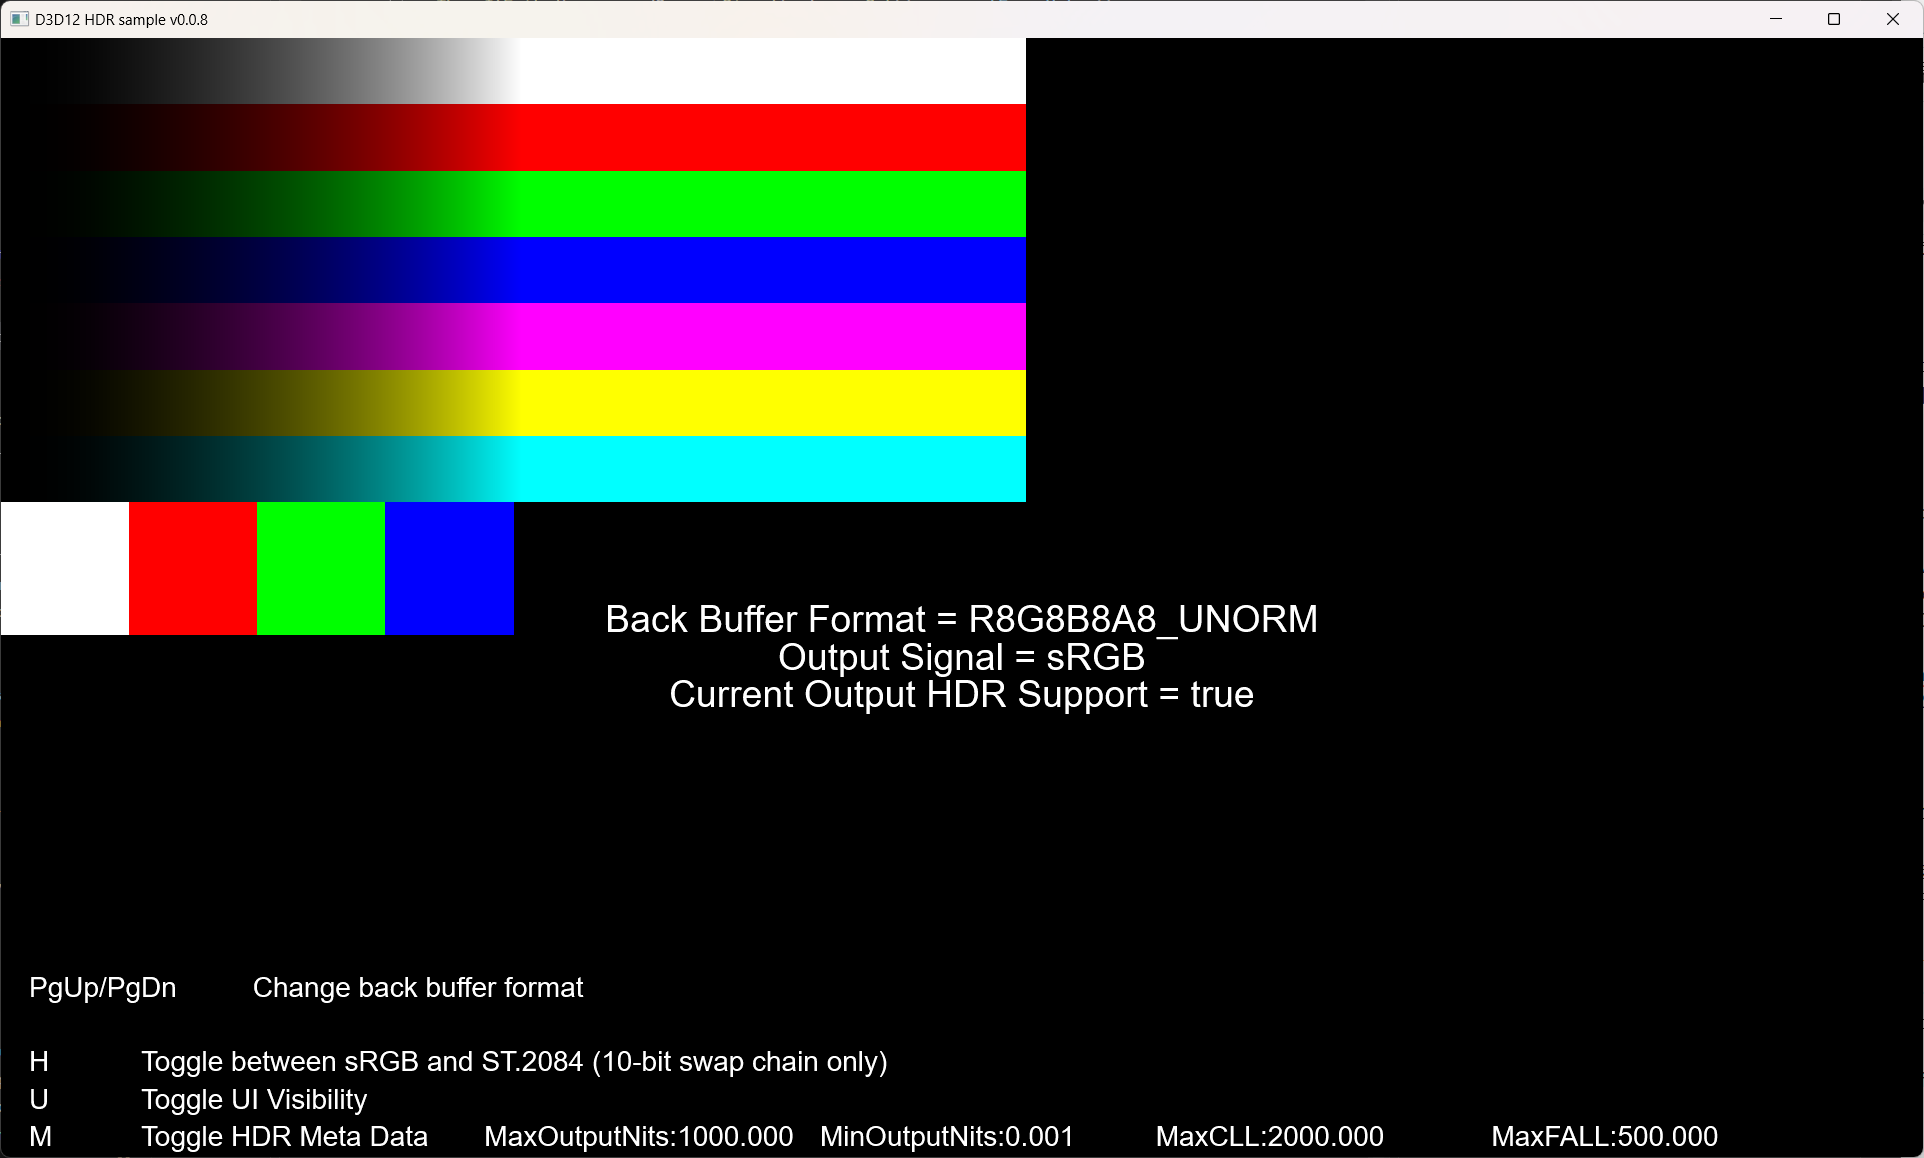 D3D12 HDR sample v0.0.8
Back Buffer Format = R8G8B8A8_UNORM
Output Signal = sRGB
Current Output HDR Support = true
PgUp/PgDn Change back buffer format
H Toggle between sRGB and ST.2084 (10-bit swap chain only)
U Toggle UI Visibility
M Toggle HDR Meta Data MaxOutputNits:1000.000 MinOutputNits:0.001 MaxCLL:2000.000 MaxFALL:500.000